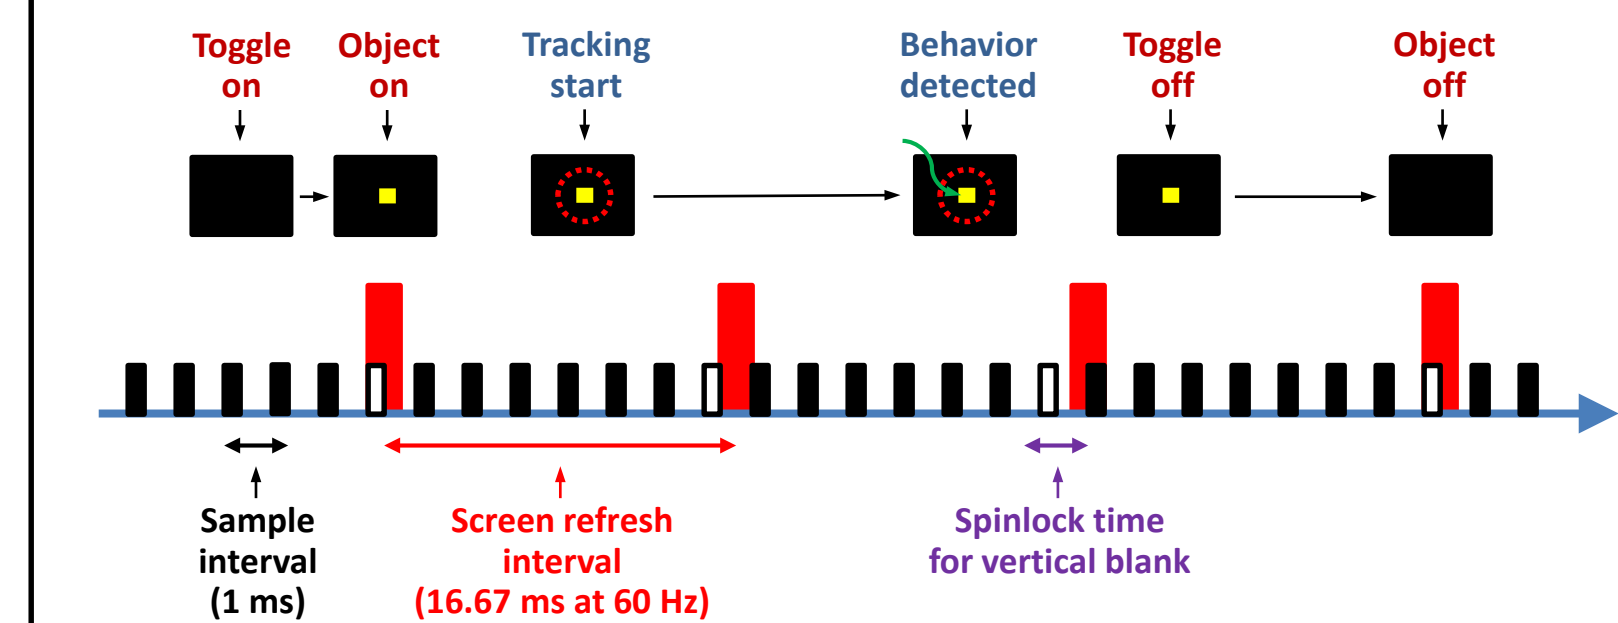 Toggle
on
Object
on
Tracking
start
Behavior
detected
Toggle
off
Object
off
Sample
interval
(1 ms)
Screen refresh
interval
(16.67 ms at 60 Hz)
Spinlock time
for vertical blank